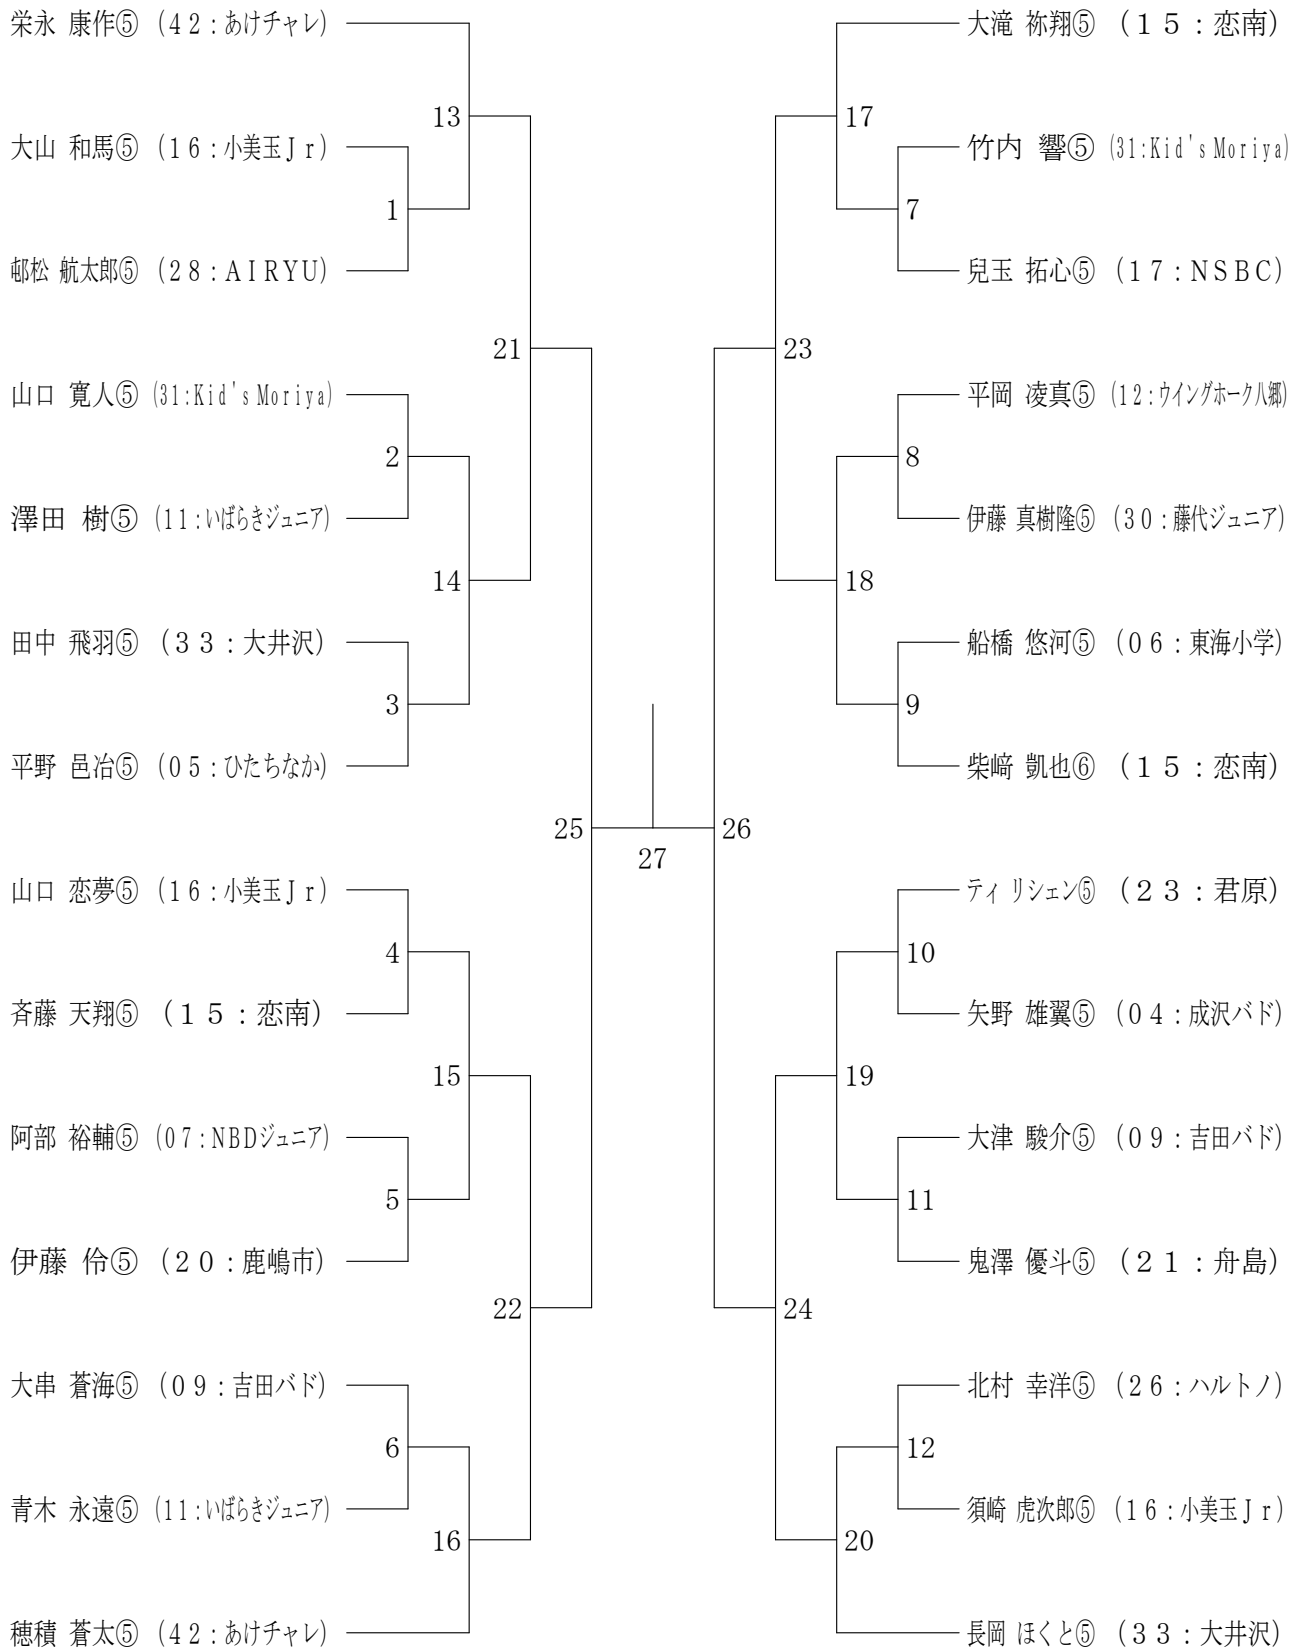 栄永 康作⑤ (42:あけチャレ)
13
大山 和馬⑤ (16:小美玉Jr)
1
邨松 航太郎⑤ (28:AIRYU)
21
山口 寛人⑤ (31:Kid's Moriya)
2
澤田 樹⑤ (11:いばらきジュニア)
14
田中 飛羽⑤ (33:大井沢)
3
平野 邑冶⑤ (05:ひたちなか)
25
山口 恋夢⑤ (16:小美玉Jr)
4
斉藤 天翔⑤ (15:恋南)
15
阿部 裕輔⑤ (07:NBDジュニア)
5
伊藤 伶⑤ (20:鹿嶋市)
22
大串 蒼海⑤ (09:吉田バド)
6
青木 永遠⑤ (11:いばらきジュニア)
16
穂積 蒼太⑤ (42:あけチャレ)
27
大滝 祢翔⑤ (15:恋南)
17
竹内 響⑤ (31:Kid's Moriya)
7
兒玉 拓心⑤ (17:NSBC)
23
平岡 凌真⑤ (12:ウイングホーク八郷)
8
伊藤 真樹隆⑤ (30:藤代ジュニア)
18
船橋 悠河⑤ (06:東海小学)
9
柴﨑 凱也⑥ (15:恋南)
26
ティ リシェン⑤ (23:君原)
10
矢野 雄翼⑤ (04:成沢バド)
19
大津 駿介⑤ (09:吉田バド)
11
鬼澤 優斗⑤ (21:舟島)
24
北村 幸洋⑤ (26:ハルトノ)
12
須崎 虎次郎⑤ (16:小美玉Jr)
20
長岡 ほくと⑤ (33:大井沢)